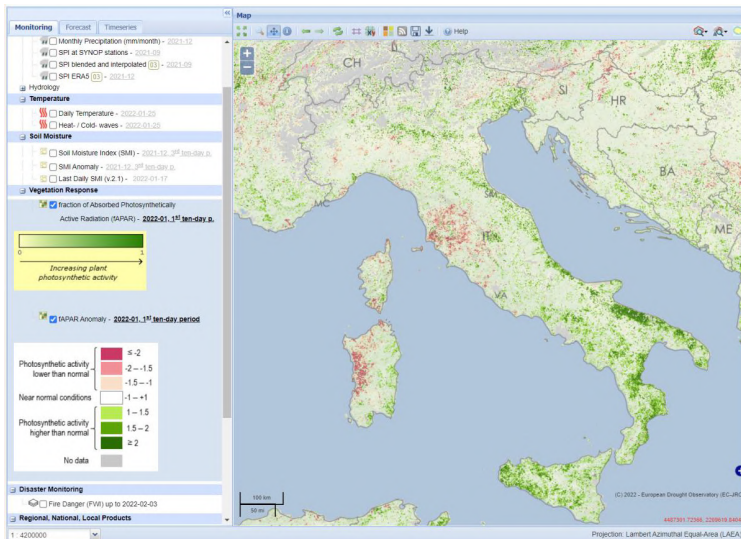 Map
Monitoring Forecast Timeseries
Help
Monthly Precipitation (mm/month) - 2021-12
SPI at SYNOP stations - 2021-09
SPI blended and interpolated 03 - 2021-09
SPI ERA5 03 - 2021-12
Hydrology
Temperature
Daily Temperature - 2022-01-25
Heat- / Cold- waves - 2022-01-25
Soil Moisture
Soil Moisture Index (SMI) - 2021-12, 3rd ten-day p.
SMI Anomaly - 2021-12, 3rd ten-day p.
Last Daily SMI (v.2.1) - 2022-01-17
Vegetation Response
fraction of Absorbed Photosynthetically
Active Radiation (fAPAR) - 2022-01, 1st ten-day p.
0 1
Increasing plant
photosynthetic activity
fAPAR Anomaly - 2022-01, 1st ten-day period
≤ -2
Photosynthetic activity
lower than normal
-2 – -1.5
-1.5 – -1
Near normal conditions
-1 – +1
Photosynthetic activity
higher than normal
1 – 1.5
1.5 – 2
≥ 2
No data
Disaster Monitoring
Fire Danger (FWI) up to 2022-02-03
Regional, National, Local Products
1 : 4200000
CH
SI
HR
BA
ME
MC
SM
IT
VA
100 km
50 mi
(C) 2022 - European Drought Observatory (EC-JRC
Projection: Lambert Azimuthal Equal-Area (LAEA)